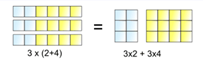 =
3 x (2+4)
3x2 + 3x4